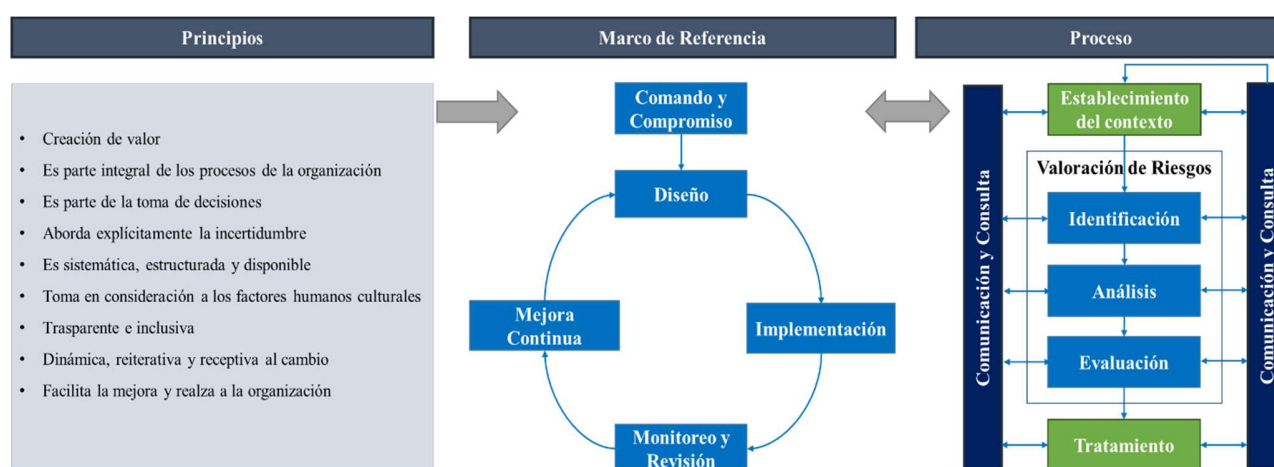 Principios
Creación de valor
Es parte integral de los procesos de la organización
Es parte de la toma de decisiones
Aborda explícitamente la incertidumbre
Es sistemática, estructurada y disponible
Toma en consideración a los factores humanos culturales
Trasparente e inclusiva
Dinámica, reiterativa y receptiva al cambio
Facilita la mejora y realza a la organización
Marco de Referencia
Comando y
Compromiso
Diseño
Implementación
Monitoreo y
Revisión
Mejora
Continua
Proceso
Comunicación y Consulta
Establecimiento
del contexto
Valoración de Riesgos
Identificación
Análisis
Evaluación
Tratamiento
Comunicación y Consulta